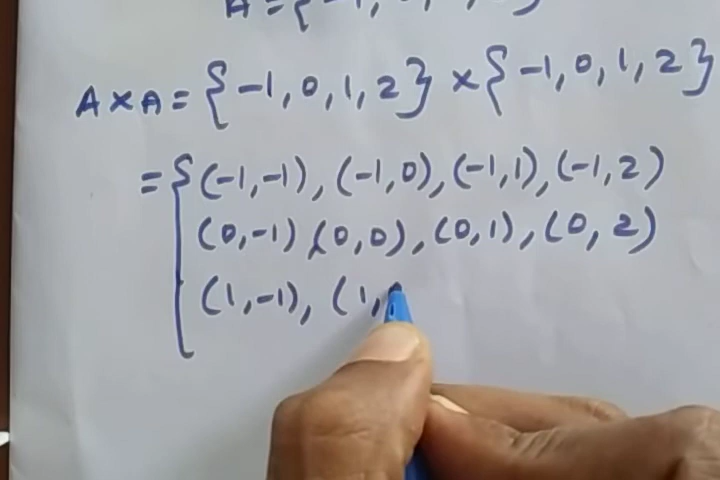 A = {-1,
A × A = {-1, 0, 1, 2} × {-1, 0, 1, 2}
= {(-1,-1), (-1,0), (-1,1), (-1,2)
(0,-1) (0,0), (0,1), (0,2)
(1,-1), (1,